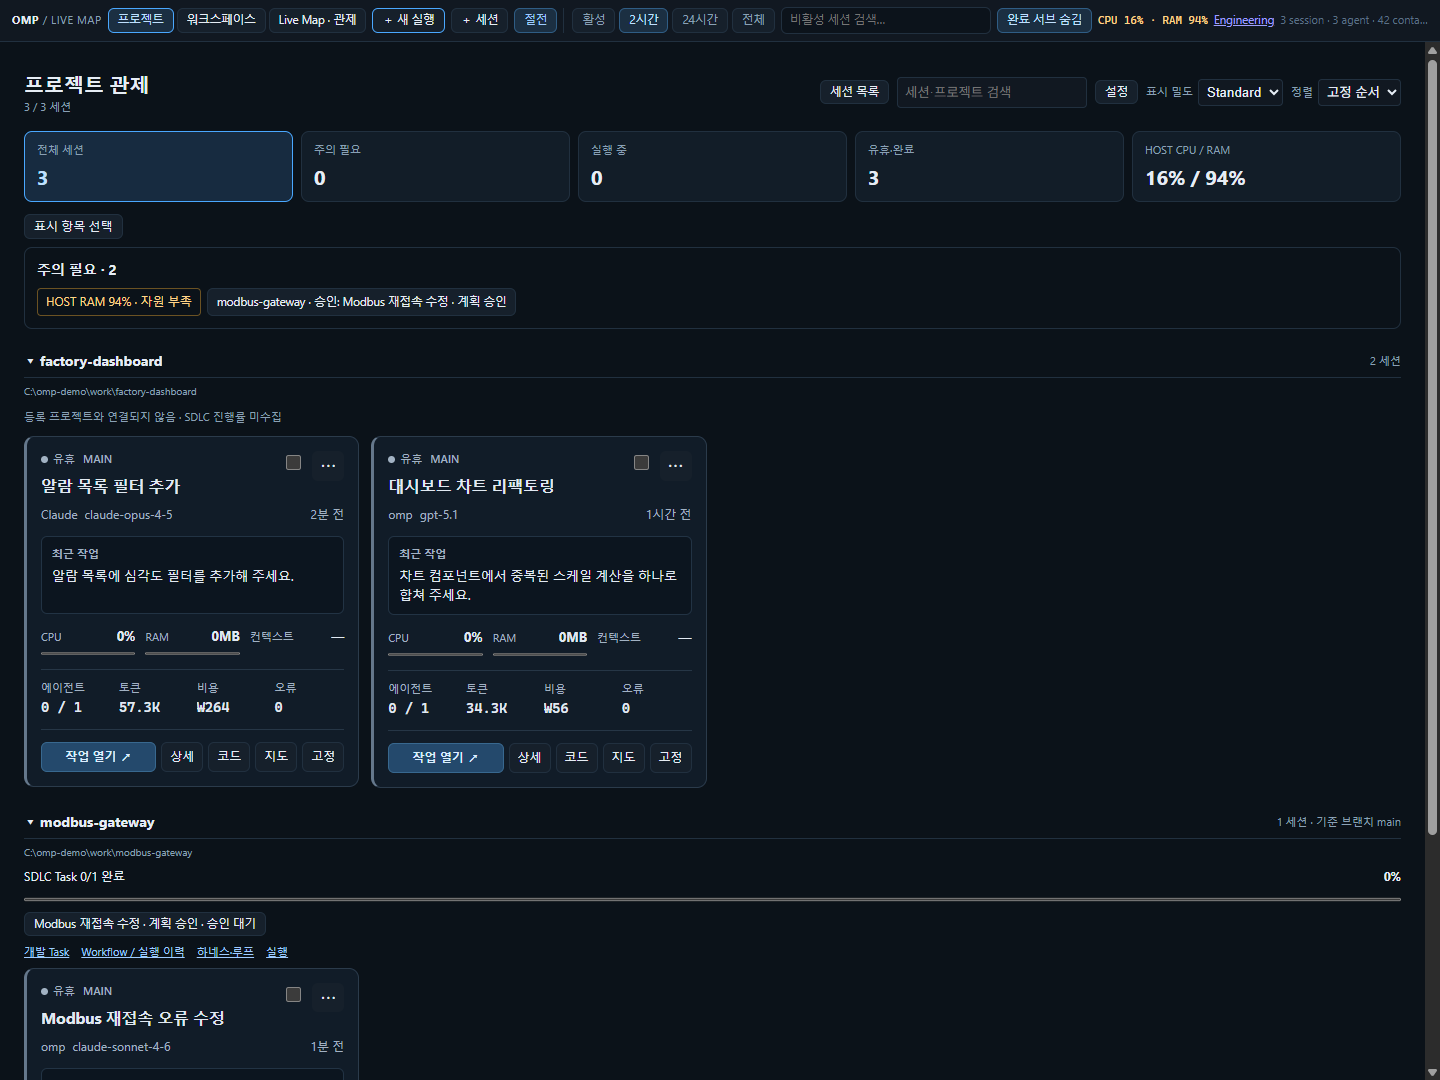 OMP / LIVE MAP 프로젝트 워크스페이스 Live Map · 관제 + 새 실행 + 세션 절전 활성 2시간 24시간 전체 비활성 세션 검색... 완료 서브 숨김 CPU 16% · RAM 94% Engineering 3 session · 3 agent · 42 conta...
프로젝트 관제
3 / 3 세션
세션 목록 세션·프로젝트 검색 설정 표시 밀도 Standard 정렬 고정 순서
전체 세션 주의 필요 실행 중 유휴·완료 HOST CPU / RAM
3 0 0 3 16% / 94%
표시 항목 선택
주의 필요 · 2
HOST RAM 94% · 자원 부족 modbus-gateway · 승인: Modbus 재접속 수정 · 계획 승인
▾ factory-dashboard 2 세션
C:\omp-demo\work\factory-dashboard
등록 프로젝트와 연결되지 않음 · SDLC 진행률 미수집
● 유휴 MAIN ...
알람 목록 필터 추가
Claude claude-opus-4-5 2분 전
최근 작업
알람 목록에 심각도 필터를 추가해 주세요.
CPU 0% RAM 0MB 컨텍스트 —
에이전트 토큰 비용 오류
0 / 1 57.3K ₩264 0
작업 열기 ↗ 상세 코드 지도 고정
● 유휴 MAIN ...
대시보드 차트 리팩토링
omp gpt-5.1 1시간 전
최근 작업
차트 컴포넌트에서 중복된 스케일 계산을 하나로
합쳐 주세요.
CPU 0% RAM 0MB 컨텍스트 —
에이전트 토큰 비용 오류
0 / 1 34.3K ₩56 0
작업 열기 ↗ 상세 코드 지도 고정
▾ modbus-gateway 1 세션 · 기준 브랜치 main
C:\omp-demo\work\modbus-gateway
SDLC Task 0/1 완료 0%
Modbus 재접속 수정 · 계획 승인 · 승인 대기
개발 Task Workflow / 실행 이력 하네스·루프 실행
● 유휴 MAIN ...
Modbus 재접속 오류 수정
omp claude-sonnet-4-6 1분 전